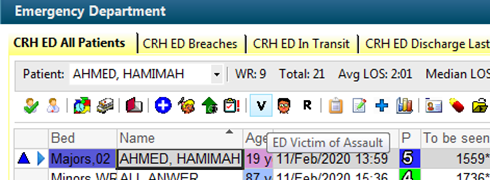 Emergency Department
CRH ED All Patients CRH ED Breaches CRH ED In Transit CRH ED Discharge Last
Patient: AHMED, HAMIMAH WR: 9 Total: 21 Avg LOS: 2:01 Median LOS
V R
Bed Name Age P To be seen
ED Victim of Assault
Majors,02 AHMED, HAMIMAH 19 y 11/Feb/2020 13:59 5 1559*
Minors,WR ALI, ANWER 87 y 11/Feb/2020 15:36 4 1736*